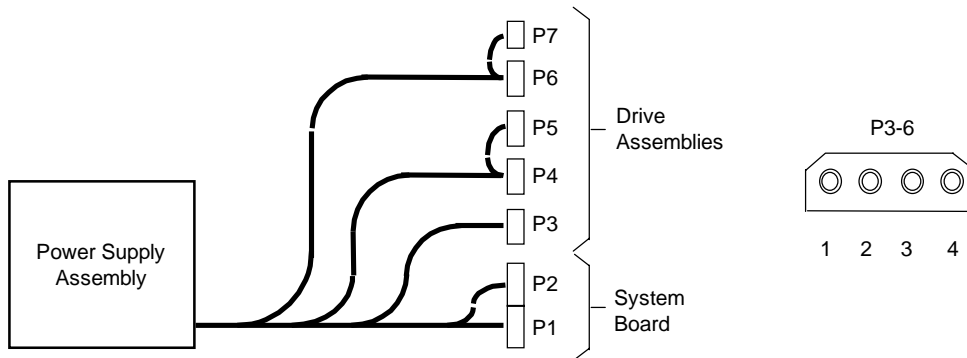 P7
P6
P5
P4
P3
P2
P1
Drive
Assemblies
System
Board
Power Supply
Assembly
P3-6
1 2 3 4